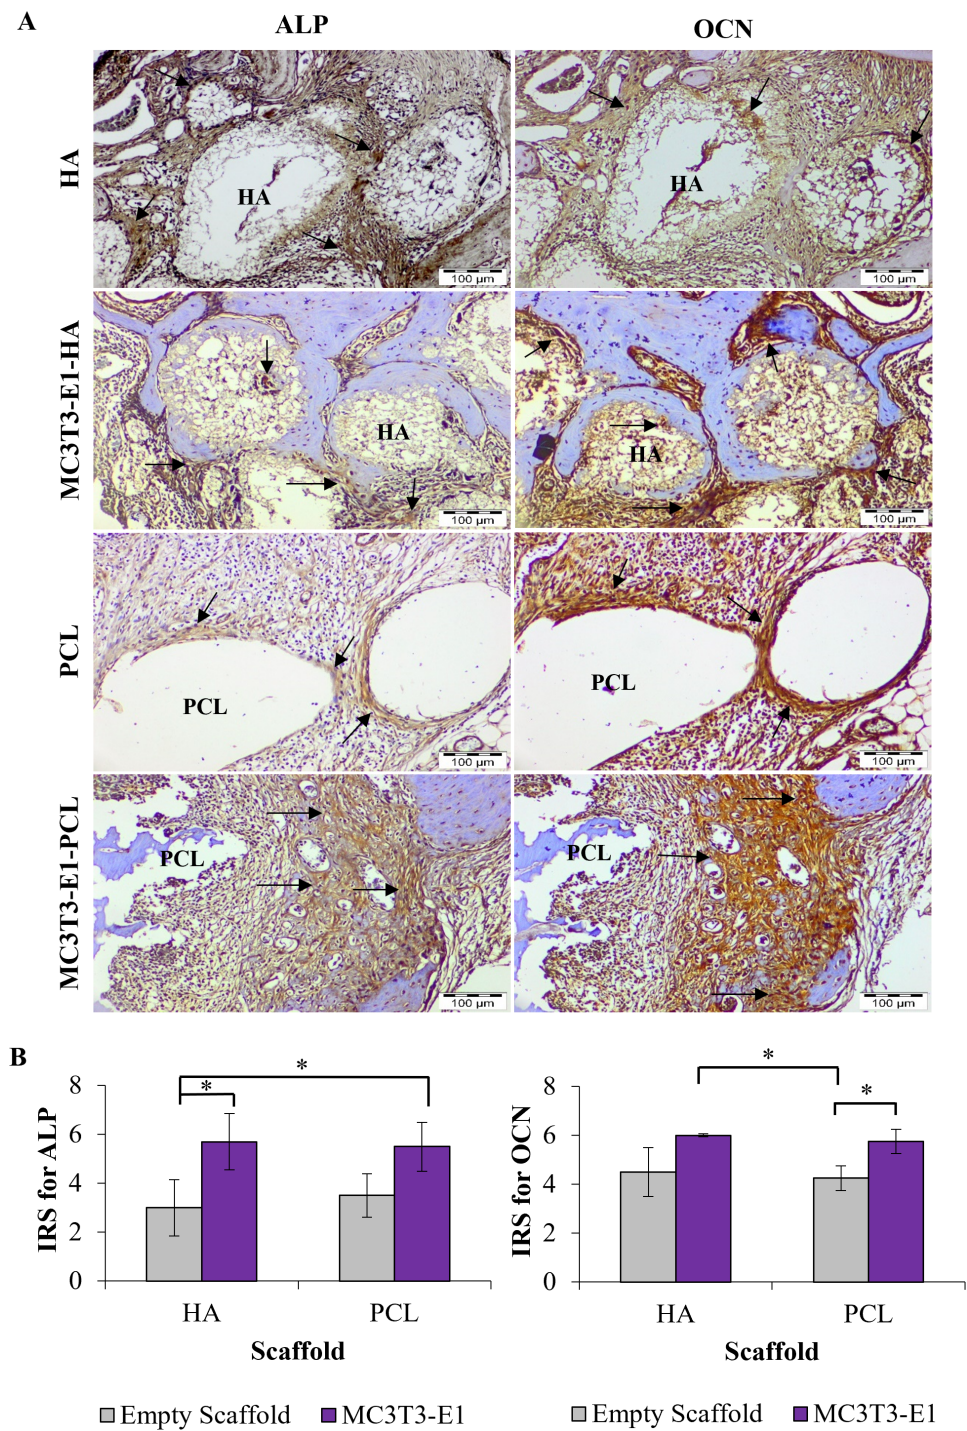 A
ALP
OCN
HA
HA
HA
100 µm
100 µm
MC3T3-E1-HA
HA
HA
100 µm
100 µm
PCL
PCL
PCL
100 µm
100 µm
MC3T3-E1-PCL
PCL
PCL
100 µm
100 µm
B
IRS for ALP
8
6
4
2
0
*
*
HA
PCL
Scaffold
Empty Scaffold
MC3T3-E1
IRS for OCN
8
6
4
2
0
*
*
HA
PCL
Scaffold
Empty Scaffold
MC3T3-E1